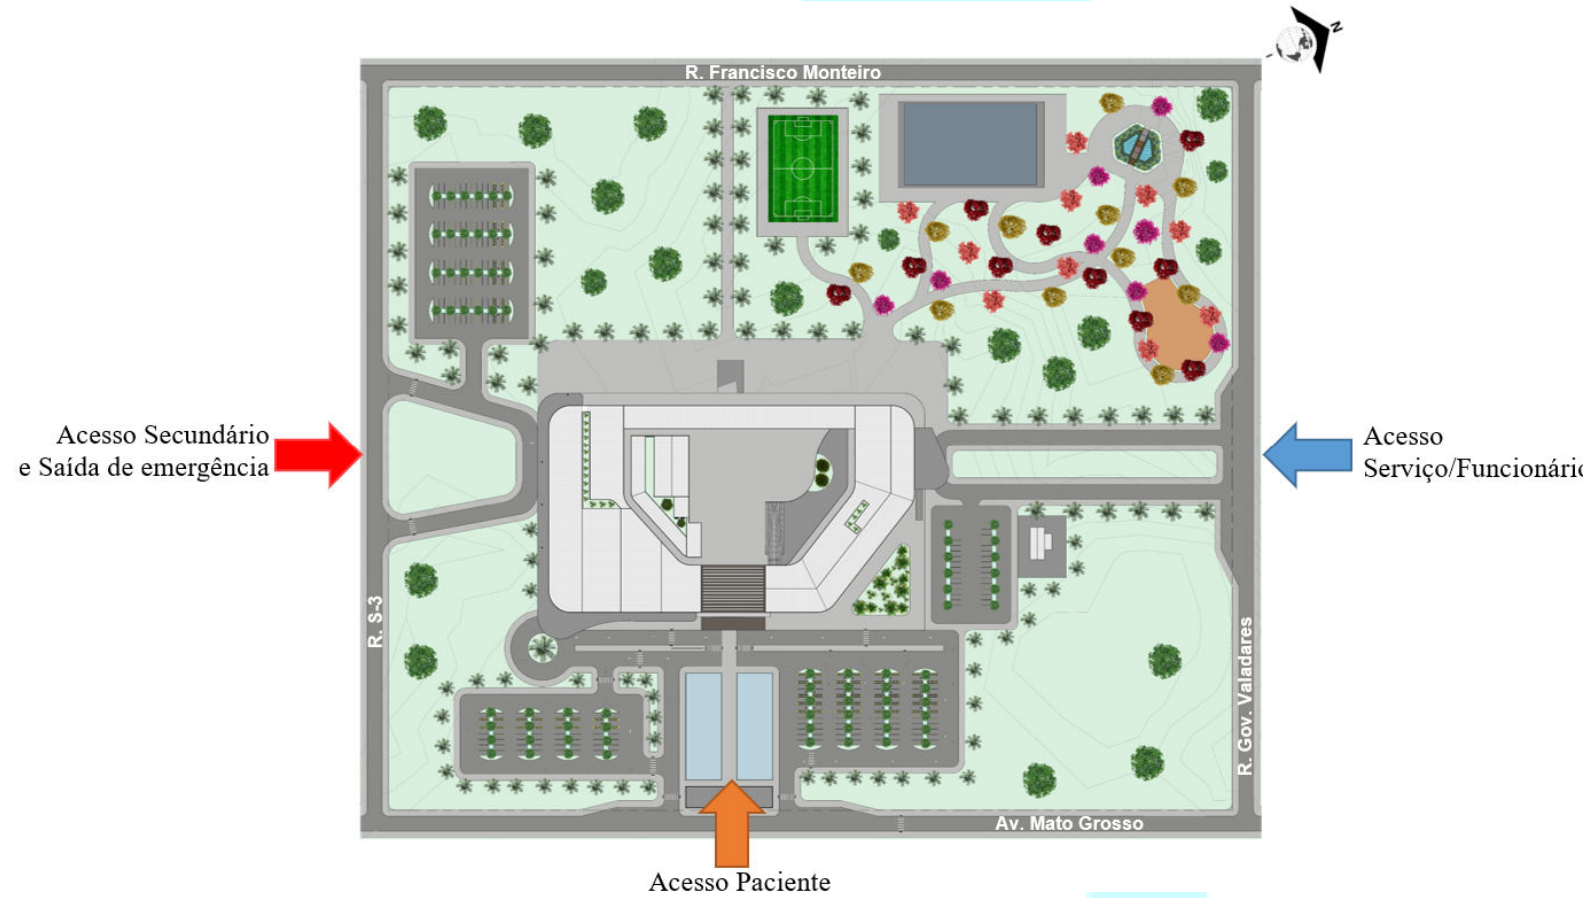 N
R. Francisco Monteiro
Acesso Secundário
e Saída de emergência
Acesso
Serviço/Funcionário
R. S-3
R. Gov. Valadares
Av. Mato Grosso
Acesso Paciente